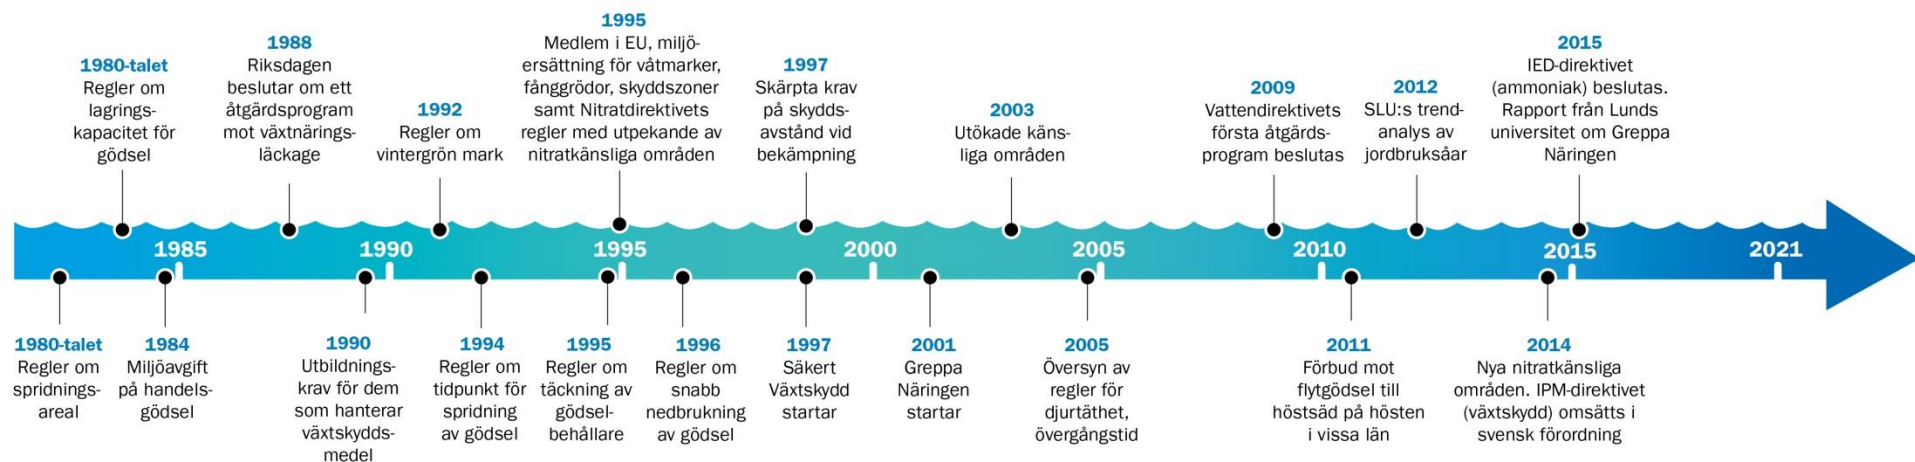 1980-talet
Regler om
lagrings-
kapacitet för
gödsel
1988
Riksdagen
beslutar om ett
åtgärdsprogram
mot växtnärings-
läckage
1992
Regler om
vintergrön mark
1995
Medlem i EU, miljö-
ersättning för våtmarker,
fånggrödor, skyddszoner
samt Nitratdirektivets
regler med utpekande av
nitratkänsliga områden
1997
Skärpta krav
på skydds-
avstånd vid
bekämpning
2003
Utökade käns-
liga områden
2009
Vattendirektivets
första åtgärds-
program beslutas
2012
SLU:s trend-
analys av
jordbruksåar
2015
IED-direktivet
(ammoniak) beslutas.
Rapport från Lunds
universitet om Greppa
Näringen
1985
1990
1995
2000
2005
2010
2015
2021
1980-talet
Regler om
spridnings-
areal
1984
Miljöavgift
på handels-
gödsel
1990
Utbildnings-
krav för dem
som hanterar
växtskydds-
medel
1994
Regler om
tidpunkt för
spridning
av gödsel
1995
Regler om
täckning av
gödsel-
behållare
1996
Regler om
snabb
nedbrukning
av gödsel
1997
Säkert
Växtskydd
startar
2001
Greppa
Näringen
startar
2005
Översyn av
regler för
djurtäthet,
övergångstid
2011
Förbud mot
flytgödsel till
höstsäd på hösten
i vissa län
2014
Nya nitratkänsliga
områden. IPM-direktivet
(växtskydd) omsätts i
svensk förordning